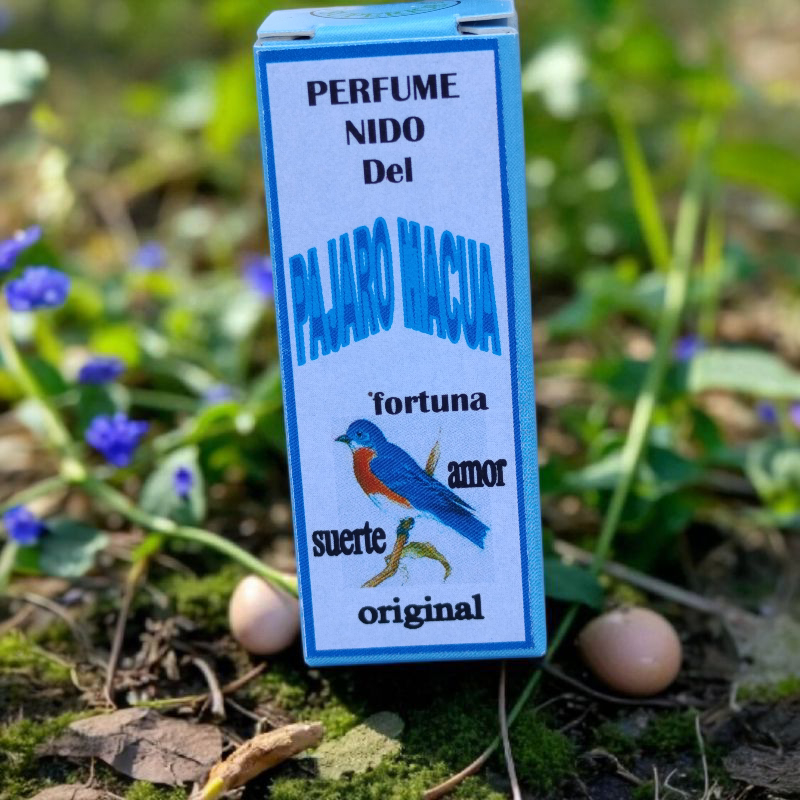 PERFUME
NIDO
Del
PAJARO MACUA
fortuna
amor
suerte
original